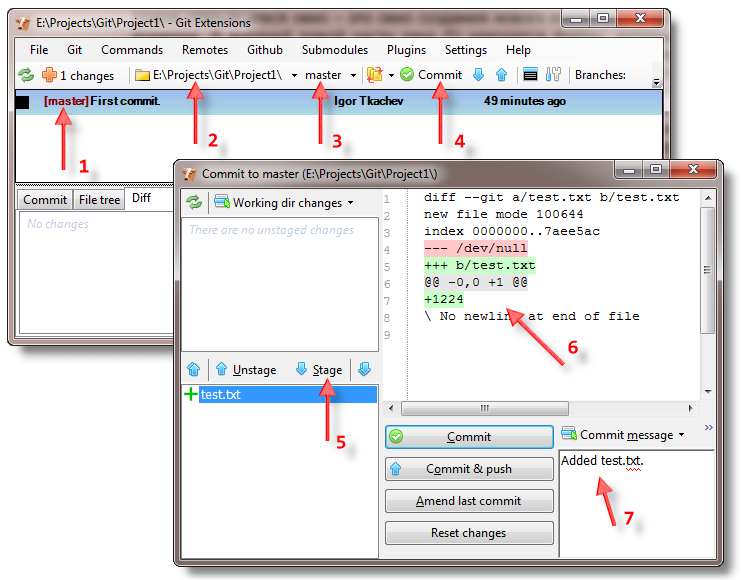 E:\Projects\Git\Project1\ - Git Extensions
File Git Commands Remotes Github Submodules Plugins Settings Help
1 changes E:\Projects\Git\Project1\ master Commit Branches:
[master] First commit. Igor Tkachev 49 minutes ago
1 2 3 4
Commit File tree Diff
No changes
Commit to master (E:\Projects\Git\Project1\)
Working dir changes
There are no unstaged changes
Unstage Stage
test.txt
5
1 diff --git a/test.txt b/test.txt
2 new file mode 100644
3 index 0000000..7aee5ac
4 --- /dev/null
5 +++ b/test.txt
6 @@ -0,0 +1 @@
7 +1224
8 \ No newline at end of file
9
6
Commit
Commit & push
Amend last commit
Reset changes
Commit message
Added test.txt.
7